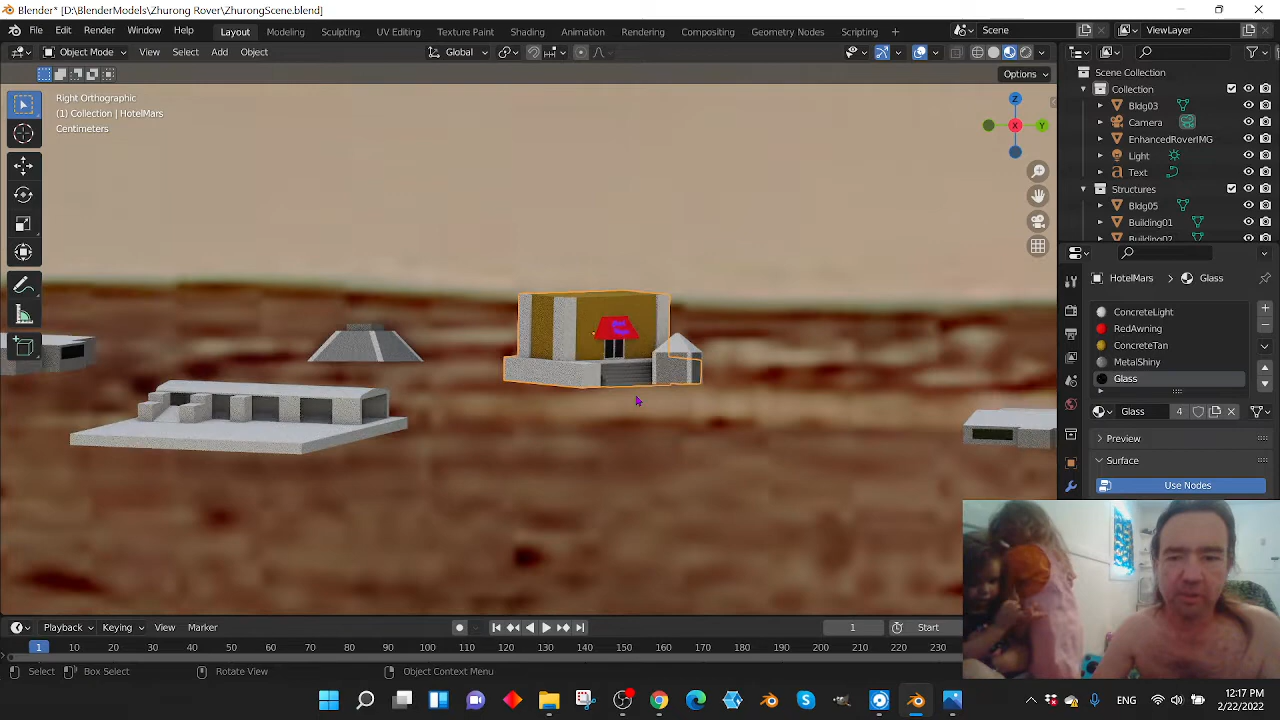 Blender* [D:\BlenderModels\Zhurong Rover\ZhurongScene.blend]
File Edit Render Window Help Layout Modeling Sculpting UV Editing Texture Paint Shading Animation Rendering Compositing Geometry Nodes Scripting + Scene ViewLayer
Object Mode View Select Add Object Global
Options
Right Orthographic
(1) Collection | HotelMars
Centimeters
Z
X
Y
Scene Collection
Collection
Bldg03
Camera
EnhancedRoverIMG
Light
Text
Structures
Bldg05
Building01
Building02
HotelMars Glass
ConcreteLight
RedAwning
ConcreteTan
MetalShiny
Glass
Glass 4
Preview
Surface
Use Nodes
Playback Keying View Marker 1 Start
1 10 20 30 40 50 60 70 80 90 100 110 120 130 140 150 160 170 180 190 200 210 220 230
Select Box Select Rotate View Object Context Menu
ENG
12:17 PM
2/22/2022